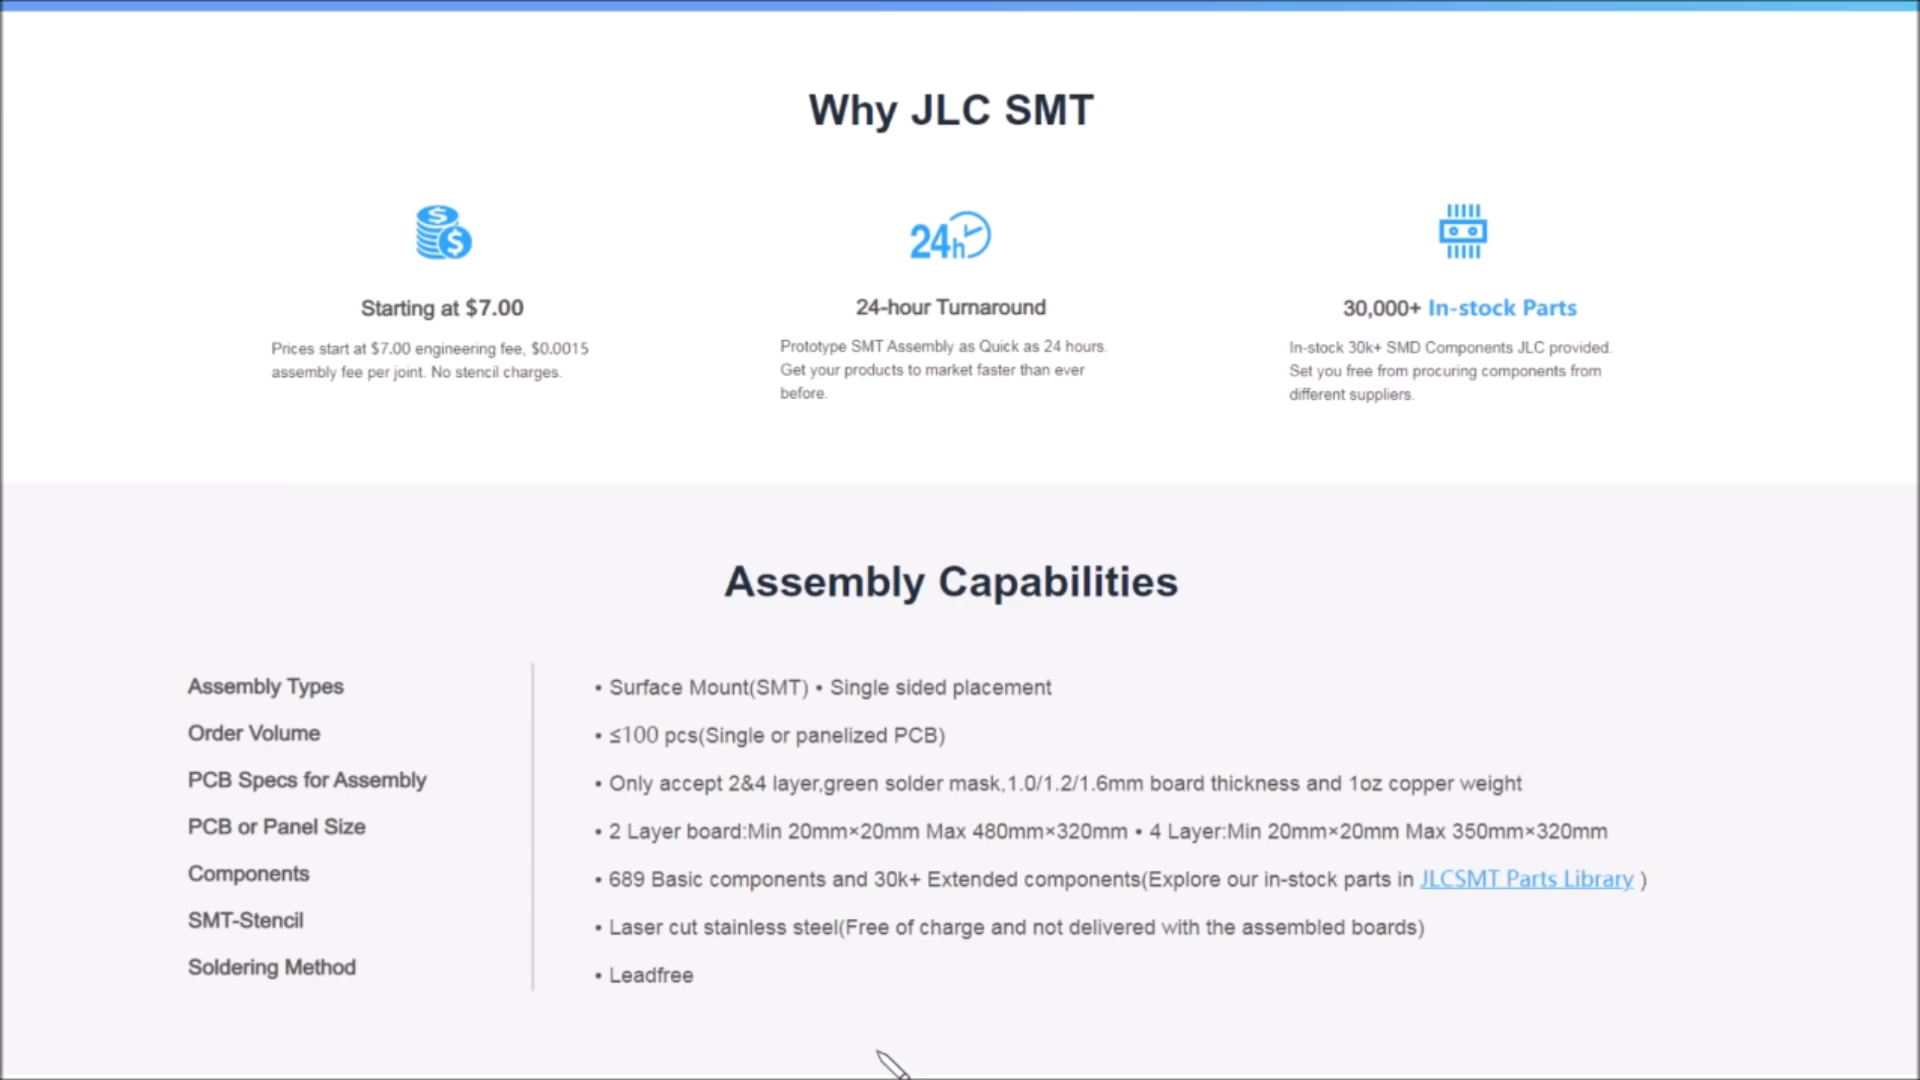 Why JLC SMT
24h
Starting at $7.00
24-hour Turnaround
30,000+ In-stock Parts
Prices start at $7.00 engineering fee, $0.0015
assembly fee per joint. No stencil charges.
Prototype SMT Assembly as Quick as 24 hours.
Get your products to market faster than ever
before.
In-stock 30k+ SMD Components JLC provided.
Set you free from procuring components from
different suppliers.
Assembly Capabilities
Assembly Types
• Surface Mount(SMT) • Single sided placement
Order Volume
• ≤100 pcs(Single or panelized PCB)
PCB Specs for Assembly
• Only accept 2&4 layer,green solder mask,1.0/1.2/1.6mm board thickness and 1oz copper weight
PCB or Panel Size
• 2 Layer board:Min 20mm×20mm Max 480mm×320mm • 4 Layer:Min 20mm×20mm Max 350mm×320mm
Components
• 689 Basic components and 30k+ Extended components(Explore our in-stock parts in JLCSMT Parts Library )
SMT-Stencil
• Laser cut stainless steel(Free of charge and not delivered with the assembled boards)
Soldering Method
• Leadfree